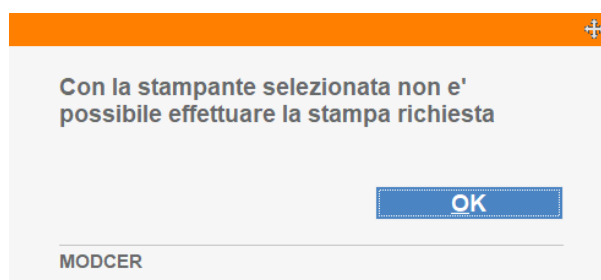 Con la stampante selezionata non e'
possibile effettuare la stampa richiesta
OK
MODCER